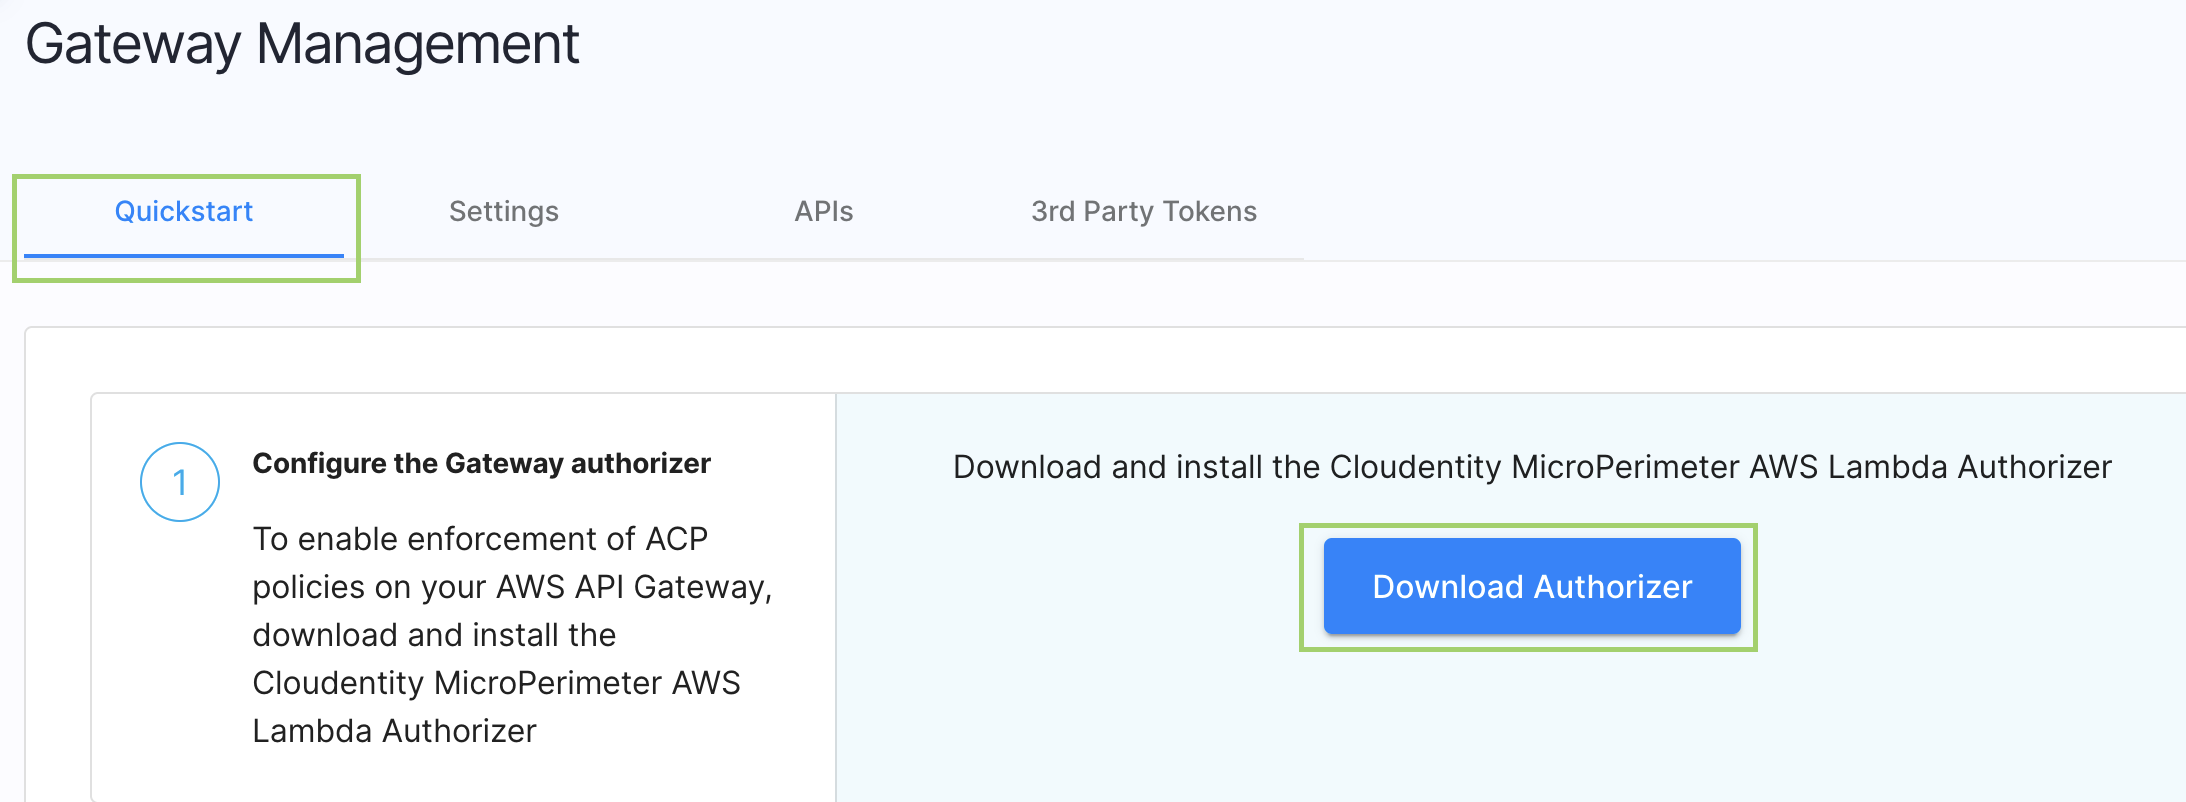 Gateway Management
Quickstart
Settings
APIs
3rd Party Tokens
1
Configure the Gateway authorizer
To enable enforcement of ACP
policies on your AWS API Gateway,
download and install the
Cloudentity MicroPerimeter AWS
Lambda Authorizer
Download and install the Cloudentity MicroPerimeter AWS Lambda Authorizer
Download Authorizer